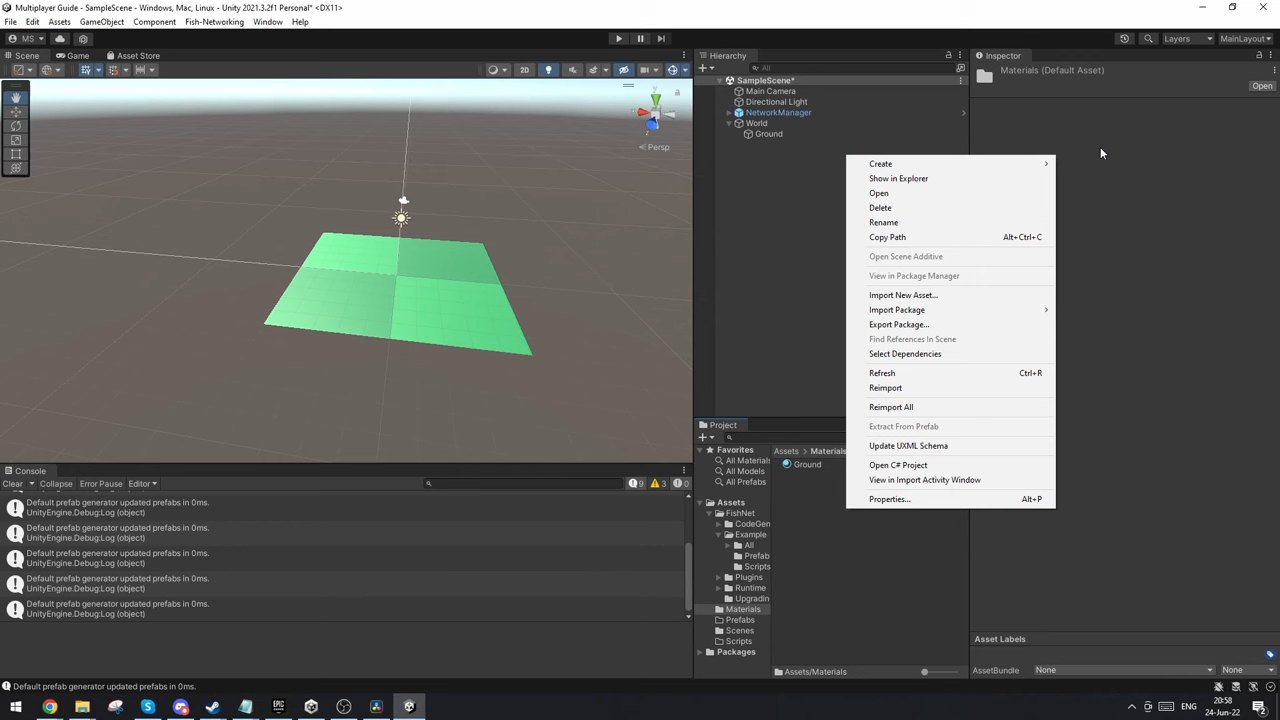 Multiplayer Guide - SampleScene - Windows, Mac, Linux - Unity 2021.3.2f1 Personal* <DX11>
File Edit Assets GameObject Component Fish-Networking Window Help
MS Layers MainLayout
Scene Game Asset Store
2D
Persp
Hierarchy
All
SampleScene*
Main Camera
Directional Light
NetworkManager
World
Ground
Inspector
Materials (Default Asset)
Open
Create
Show in Explorer
Open
Delete
Rename
Copy Path Alt+Ctrl+C
Open Scene Additive
View in Package Manager
Import New Asset...
Import Package
Export Package...
Find References In Scene
Select Dependencies
Refresh Ctrl+R
Reimport
Reimport All
Extract From Prefab
Update UXML Schema
Open C# Project
View in Import Activity Window
Properties... Alt+P
Project
Favorites
All Materials
All Models
All Prefabs
Assets
FishNet
CodeGen
Example
All
Prefab
Scripts
Plugins
Runtime
Upgradin
Materials
Prefabs
Scenes
Scripts
Packages
Assets > Materials
Ground
Assets/Materials
Console
Clear Collapse Error Pause Editor 9 3 0
Default prefab generator updated prefabs in 0ms.
UnityEngine.Debug:Log (object)
Default prefab generator updated prefabs in 0ms.
UnityEngine.Debug:Log (object)
Default prefab generator updated prefabs in 0ms.
UnityEngine.Debug:Log (object)
Default prefab generator updated prefabs in 0ms.
UnityEngine.Debug:Log (object)
Default prefab generator updated prefabs in 0ms.
UnityEngine.Debug:Log (object)
Asset Labels
AssetBundle None None
Default prefab generator updated prefabs in 0ms.
ENG
20:58
24-Jun-22